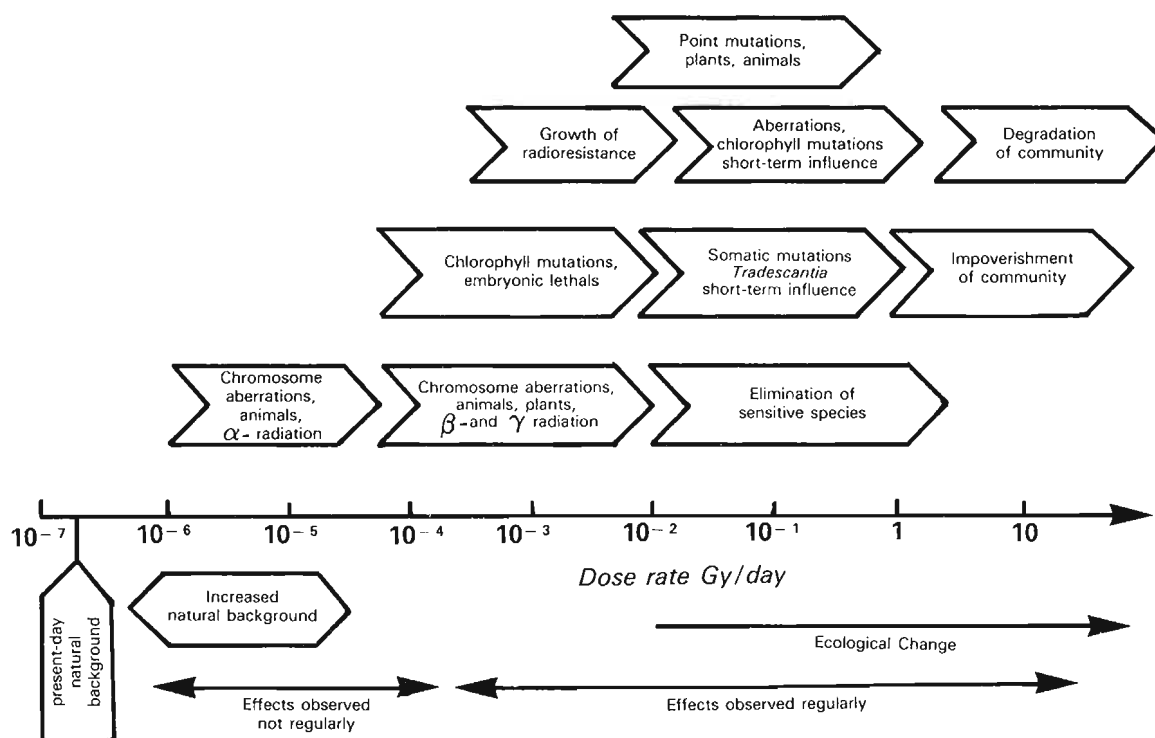 Point mutations,
plants, animals
Growth of
radioresistance
Aberrations,
chlorophyll mutations
short-term influence
Degradation
of community
Chlorophyll mutations,
embryonic lethals
Somatic mutations
Tradescantia
short-term influence
Impoverishment
of community
Chromosome
aberrations,
animals,
α- radiation
Chromosome aberrations,
animals, plants,
β-and γ radiation
Elimination of
sensitive species
10⁻⁷ 10⁻⁶ 10⁻⁵ 10⁻⁴ 10⁻³ 10⁻² 10⁻¹ 1 10
Dose rate Gy/day
present-day
natural
background
Increased
natural background
Ecological Change
Effects observed
not regularly
Effects observed regularly